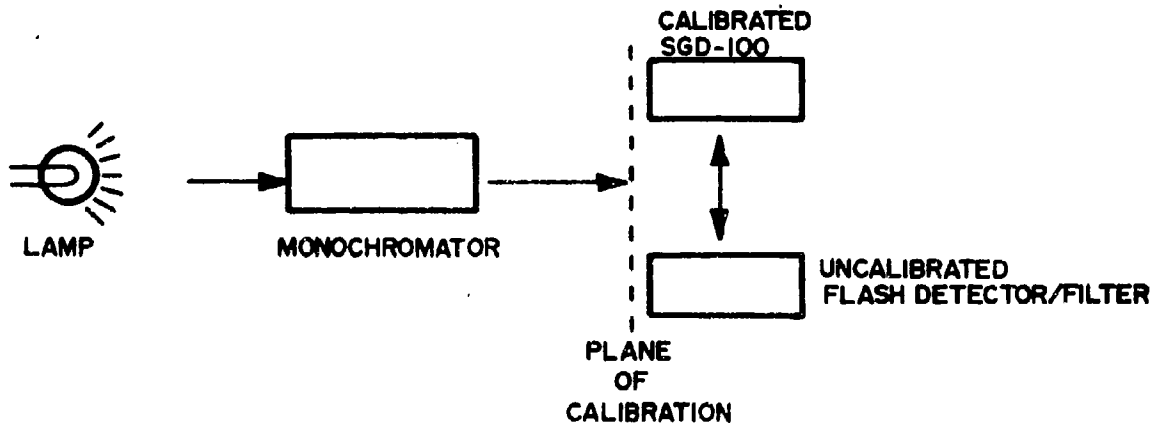 CALIBRATED
SGD-100
LAMP
MONOCHROMATOR
UNCALIBRATED
FLASH DETECTOR/FILTER
PLANE
OF
CALIBRATION